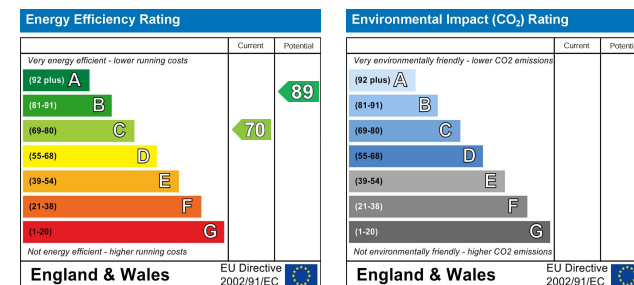 Energy Efficiency Rating
Current Potential
Very energy efficient - lower running costs
(92 plus) A
(81-91) B
(69-80) C
(55-68) D
(39-54) E
(21-38) F
(1-20) G
70
89
Not energy efficient - higher running costs
England & Wales
EU Directive
2002/91/EC
Environmental Impact (CO₂) Rating
Current Potential
Very environmentally friendly - lower CO2 emissions
(92 plus) A
(81-91) B
(69-80) C
(55-68) D
(39-54) E
(21-38) F
(1-20) G
Not environmentally friendly - higher CO2 emissions
England & Wales
EU Directive
2002/91/EC